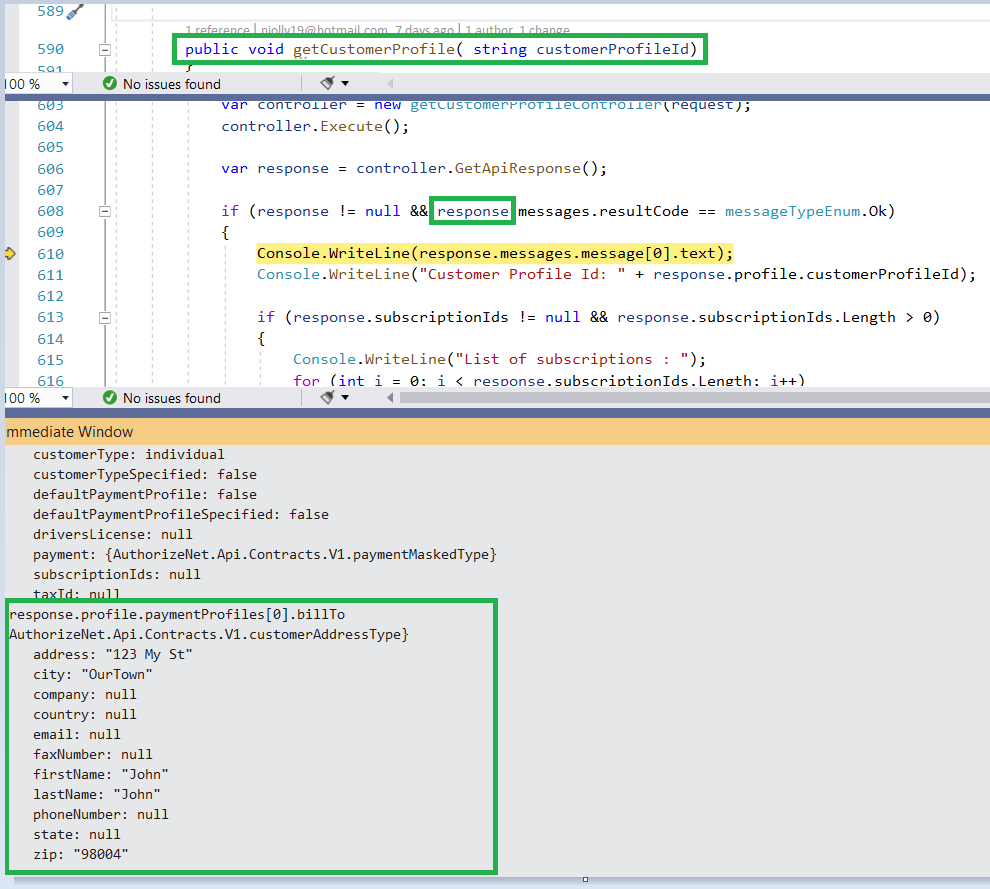 589
1 reference | njolly19@hotmail.com, 7 days ago | 1 author, 1 change
590 public void getCustomerProfile( string customerProfileId)
591 {
100 % No issues found
603 var controller = new getCustomerProfileController(request);
604 controller.Execute();
605
606 var response = controller.GetApiResponse();
607
608 if (response != null && response messages.resultCode == messageTypeEnum.Ok)
609 {
610 Console.WriteLine(response.messages.message[0].text);
611 Console.WriteLine("Customer Profile Id: " + response.profile.customerProfileId);
612
613 if (response.subscriptionIds != null && response.subscriptionIds.Length > 0)
614 {
615 Console.WriteLine("List of subscriptions : ");
616 for (int i = 0; i < response.subscriptionIds.Length; i++)
100 % No issues found
mmediate Window
customerType: individual
customerTypeSpecified: false
defaultPaymentProfile: false
defaultPaymentProfileSpecified: false
driversLicense: null
payment: {AuthorizeNet.Api.Contracts.V1.paymentMaskedType}
subscriptionIds: null
taxId: null
response.profile.paymentProfiles[0].billTo
AuthorizeNet.Api.Contracts.V1.customerAddressType}
address: "123 My St"
city: "OurTown"
company: null
country: null
email: null
faxNumber: null
firstName: "John"
lastName: "John"
phoneNumber: null
state: null
zip: "98004"